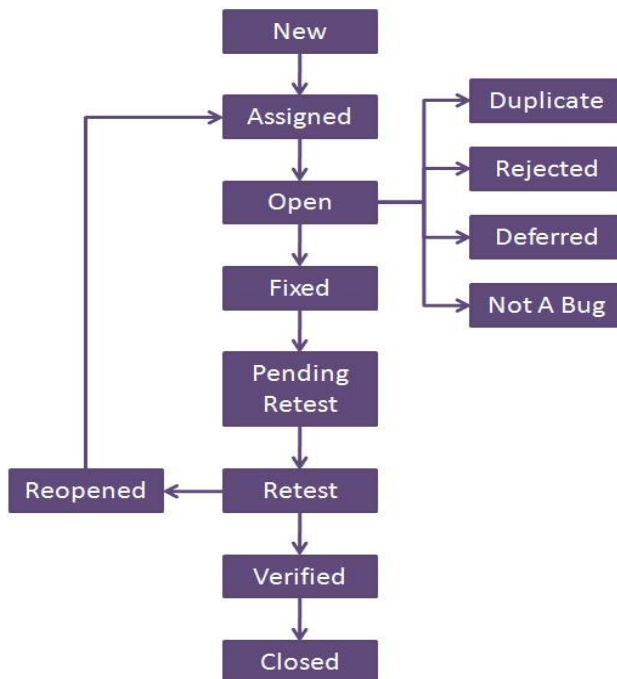 New
Assigned
Duplicate
Rejected
Open
Deferred
Fixed
Not A Bug
Pending
Retest
Reopened
Retest
Verified
Closed